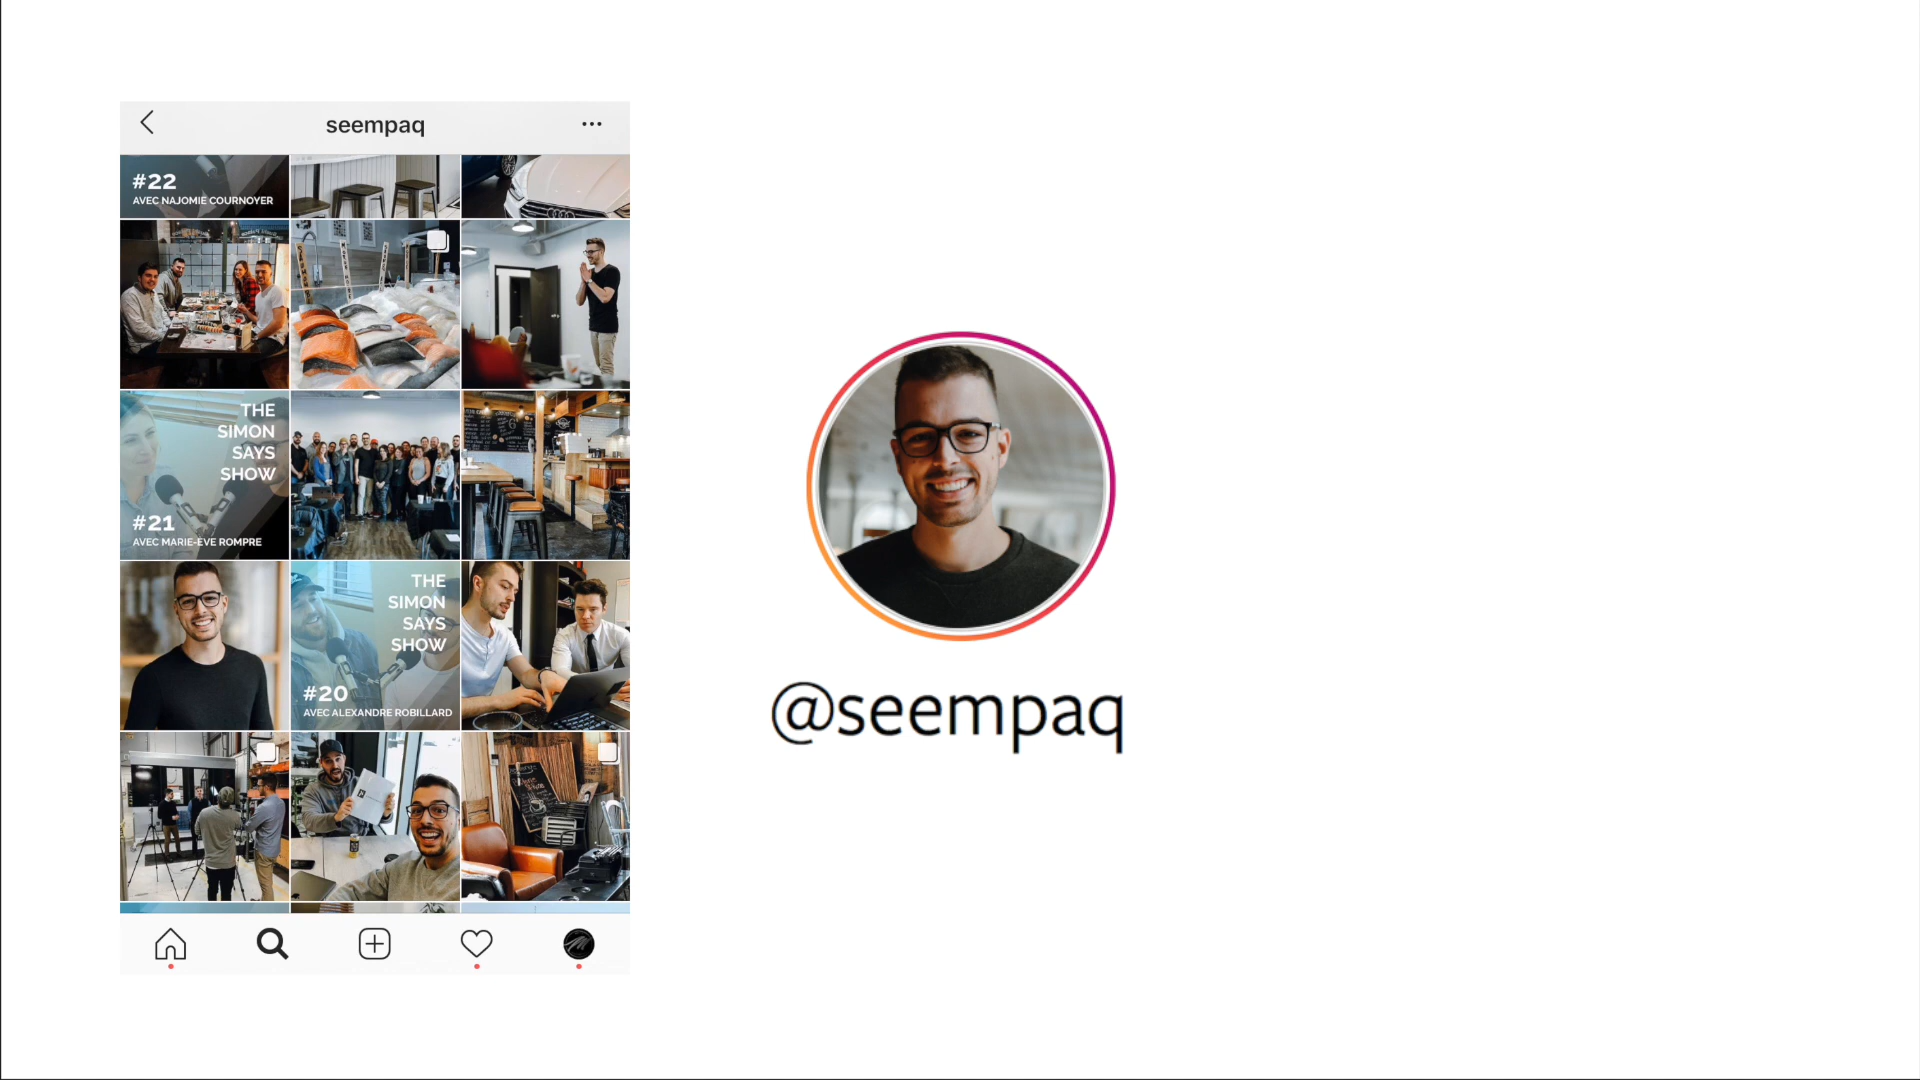 seempaq
#22
AVEC NAJOMIE COURNOYER
THE
SIMON
SAYS
SHOW
#21
AVEC MARIE-EVE ROMPRE
THE
SIMON
SAYS
SHOW
#20
AVEC ALEXANDRE ROBILLARD
@seempaq